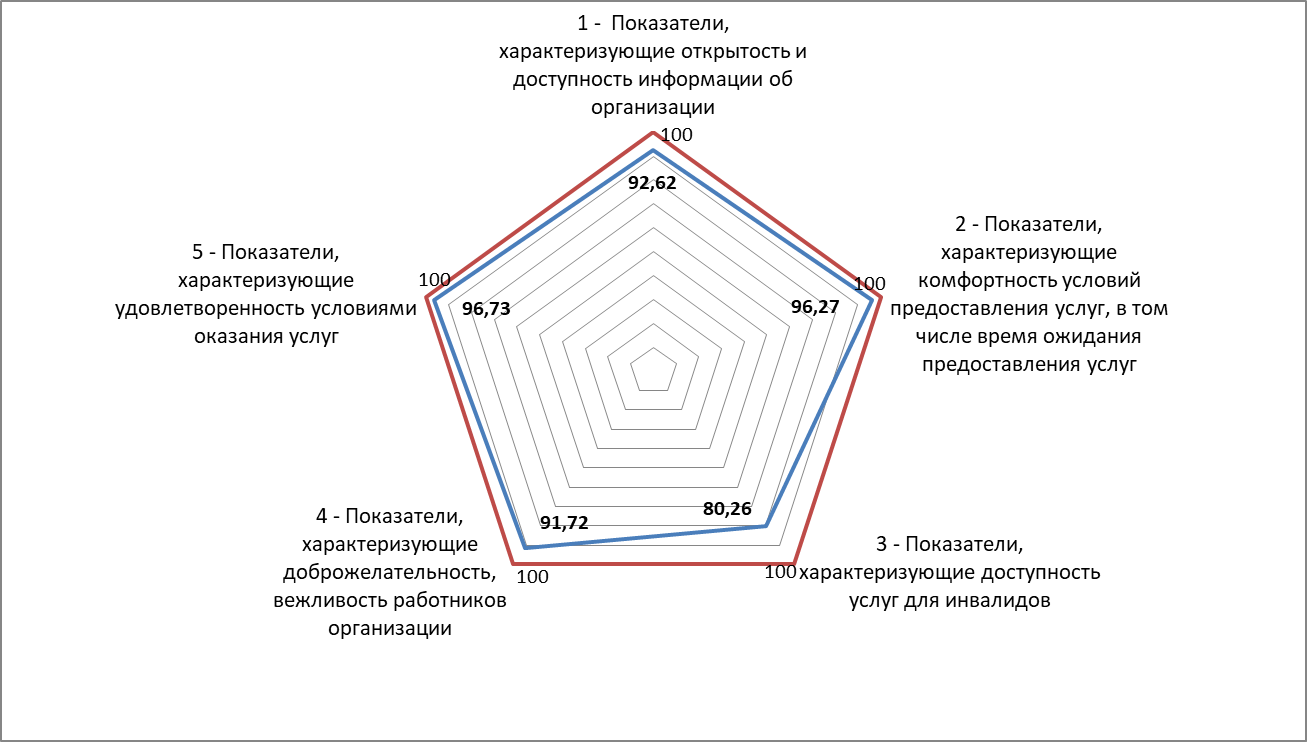 1 - Показатели,
характеризующие открытость и
доступность информации об
организации
100
92,62
2 - Показатели,
характеризующие
комфортность условий
предоставления услуг, в том
числе время ожидания
предоставления услуг
100
96,27
3 - Показатели,
характеризующие доступность
услуг для инвалидов
100
80,26
4 - Показатели,
характеризующие
доброжелательность,
вежливость работников
организации
100
91,72
5 - Показатели,
характеризующие
удовлетворенность условиями
оказания услуг
100
96,73